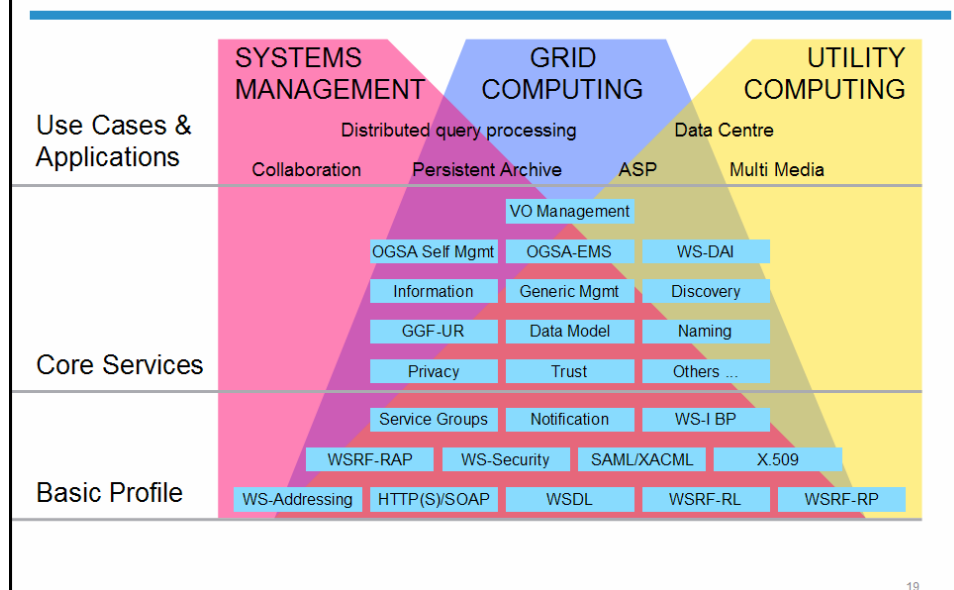 SYSTEMS
MANAGEMENT
GRID
COMPUTING
UTILITY
COMPUTING
Use Cases &
Applications
Distributed query processing
Data Centre
Collaboration
Persistent Archive
ASP
Multi Media
VO Management
OGSA Self Mgmt
OGSA-EMS
WS-DAI
Information
Generic Mgmt
Discovery
GGF-UR
Data Model
Naming
Core Services
Privacy
Trust
Others ...
Service Groups
Notification
WS-I BP
WSRF-RAP
WS-Security
SAML/XACML
X.509
Basic Profile
WS-Addressing
HTTP(S)/SOAP
WSDL
WSRF-RL
WSRF-RP
19